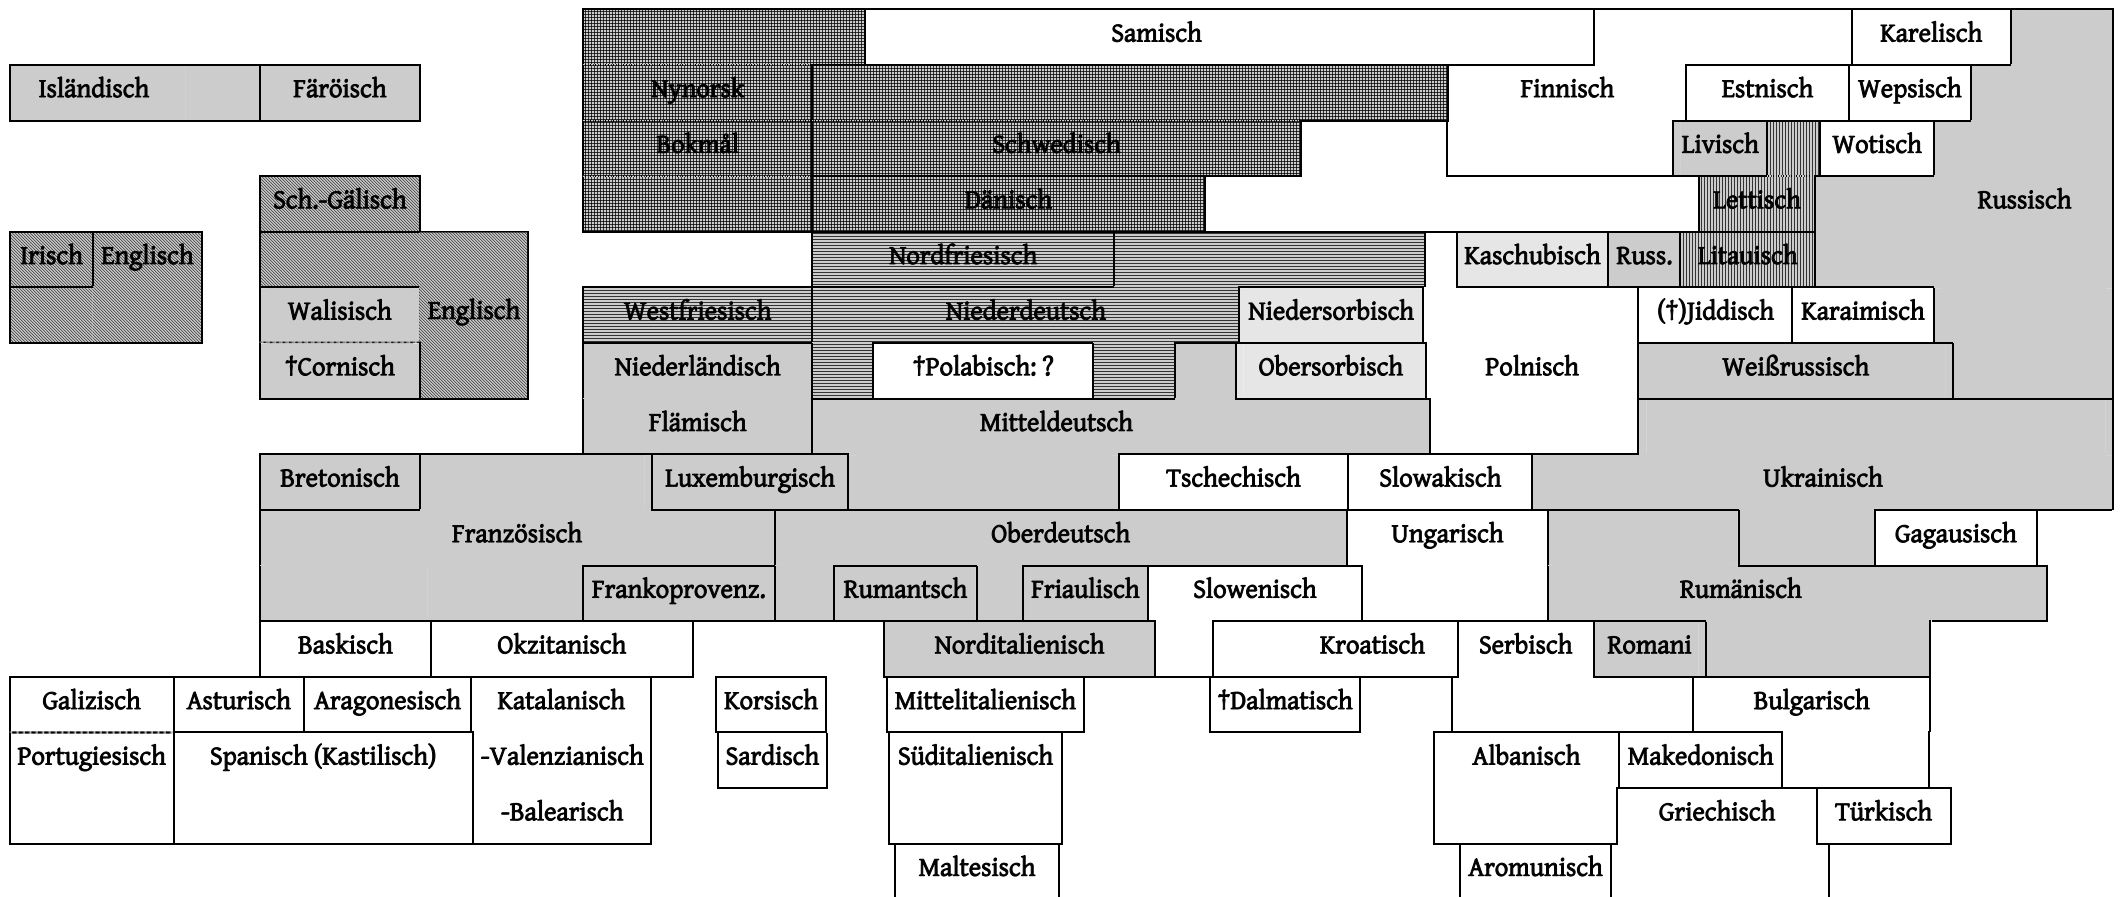 Samisch Karelisch
Isländisch Färöisch Nynorsk Finnisch Estnisch Wepsisch
Bokmål Schwedisch Livisch Wotisch
Sch.-Gälisch Dänisch Lettisch Russisch
Irisch Englisch Nordfriesisch Kaschubisch Russ. Litauisch
Walisisch Englisch Westfriesisch Niederdeutsch Niedersorbisch (†)Jiddisch Karaimisch
†Cornisch Niederländisch †Polabisch: ? Obersorbisch Polnisch Weißrussisch
Flämisch Mitteldeutsch
Bretonisch Luxemburgisch Tschechisch Slowakisch Ukrainisch
Französisch Oberdeutsch Ungarisch Gagausisch
Frankoprovenz. Rumantsch Friaulisch Slowenisch Rumänisch
Baskisch Okzitanisch Norditalienisch Kroatisch Serbisch Romani
Galizisch Asturisch Aragonesisch Katalanisch Korsisch Mittelitalienisch †Dalmatisch Bulgarisch
Portugiesisch Spanisch (Kastilisch) -Valenzianisch Sardisch Süditalienisch Albanisch Makedonisch
-Balearisch Griechisch Türkisch
Maltesisch Aromunisch